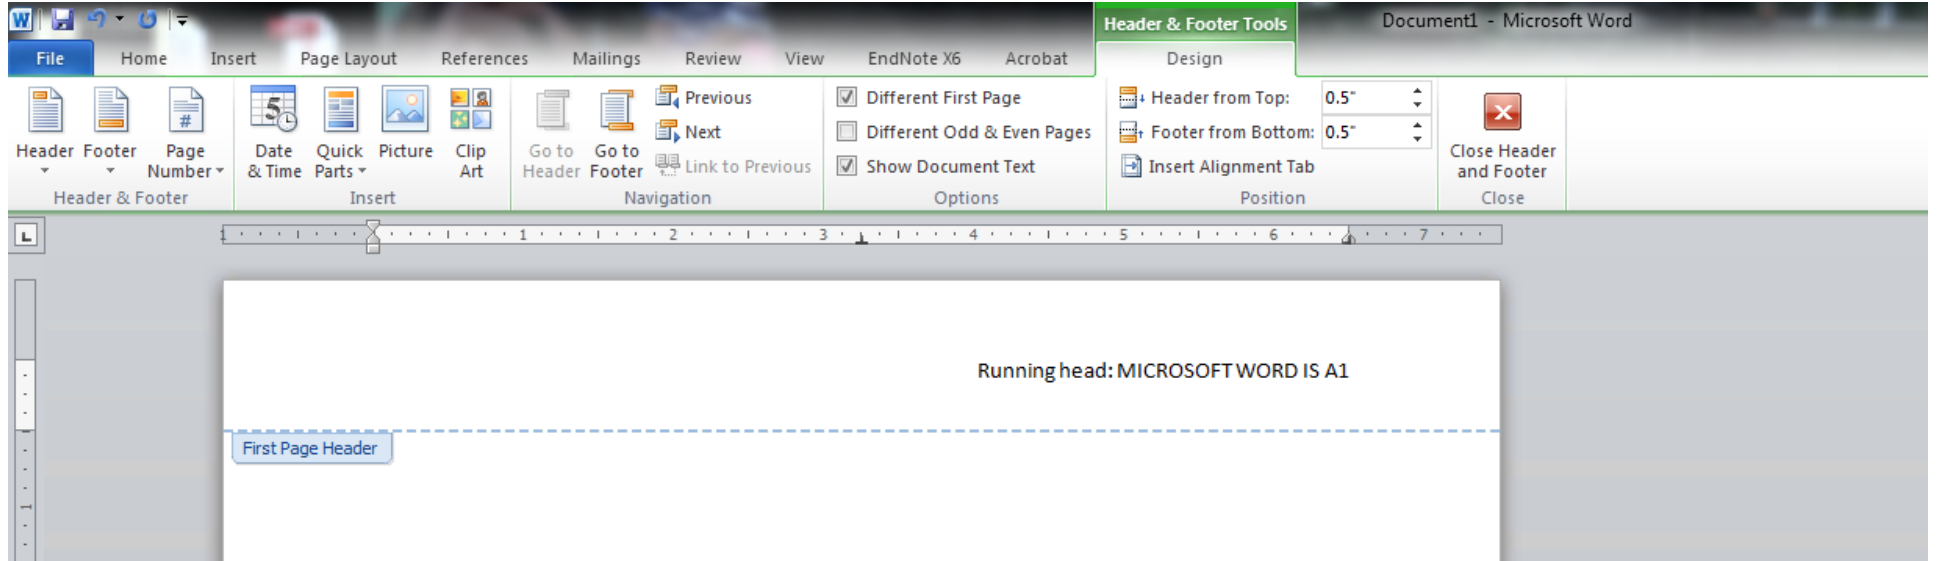 Header & Footer Tools
Document1 - Microsoft Word
File Home Insert Page Layout References Mailings Review View EndNote X6 Acrobat Design
Previous Different First Page Header from Top: 0.5"
Next Different Odd & Even Pages Footer from Bottom: 0.5"
Link to Previous Show Document Text Insert Alignment Tab
Header Footer Page Number Date & Time Quick Parts Picture Clip Art Go to Header Go to Footer Close Header and Footer
Header & Footer Insert Navigation Options Position Close
L 1 1 2 3 4 5 6 7
Running head: MICROSOFT WORD IS A1
First Page Header
1